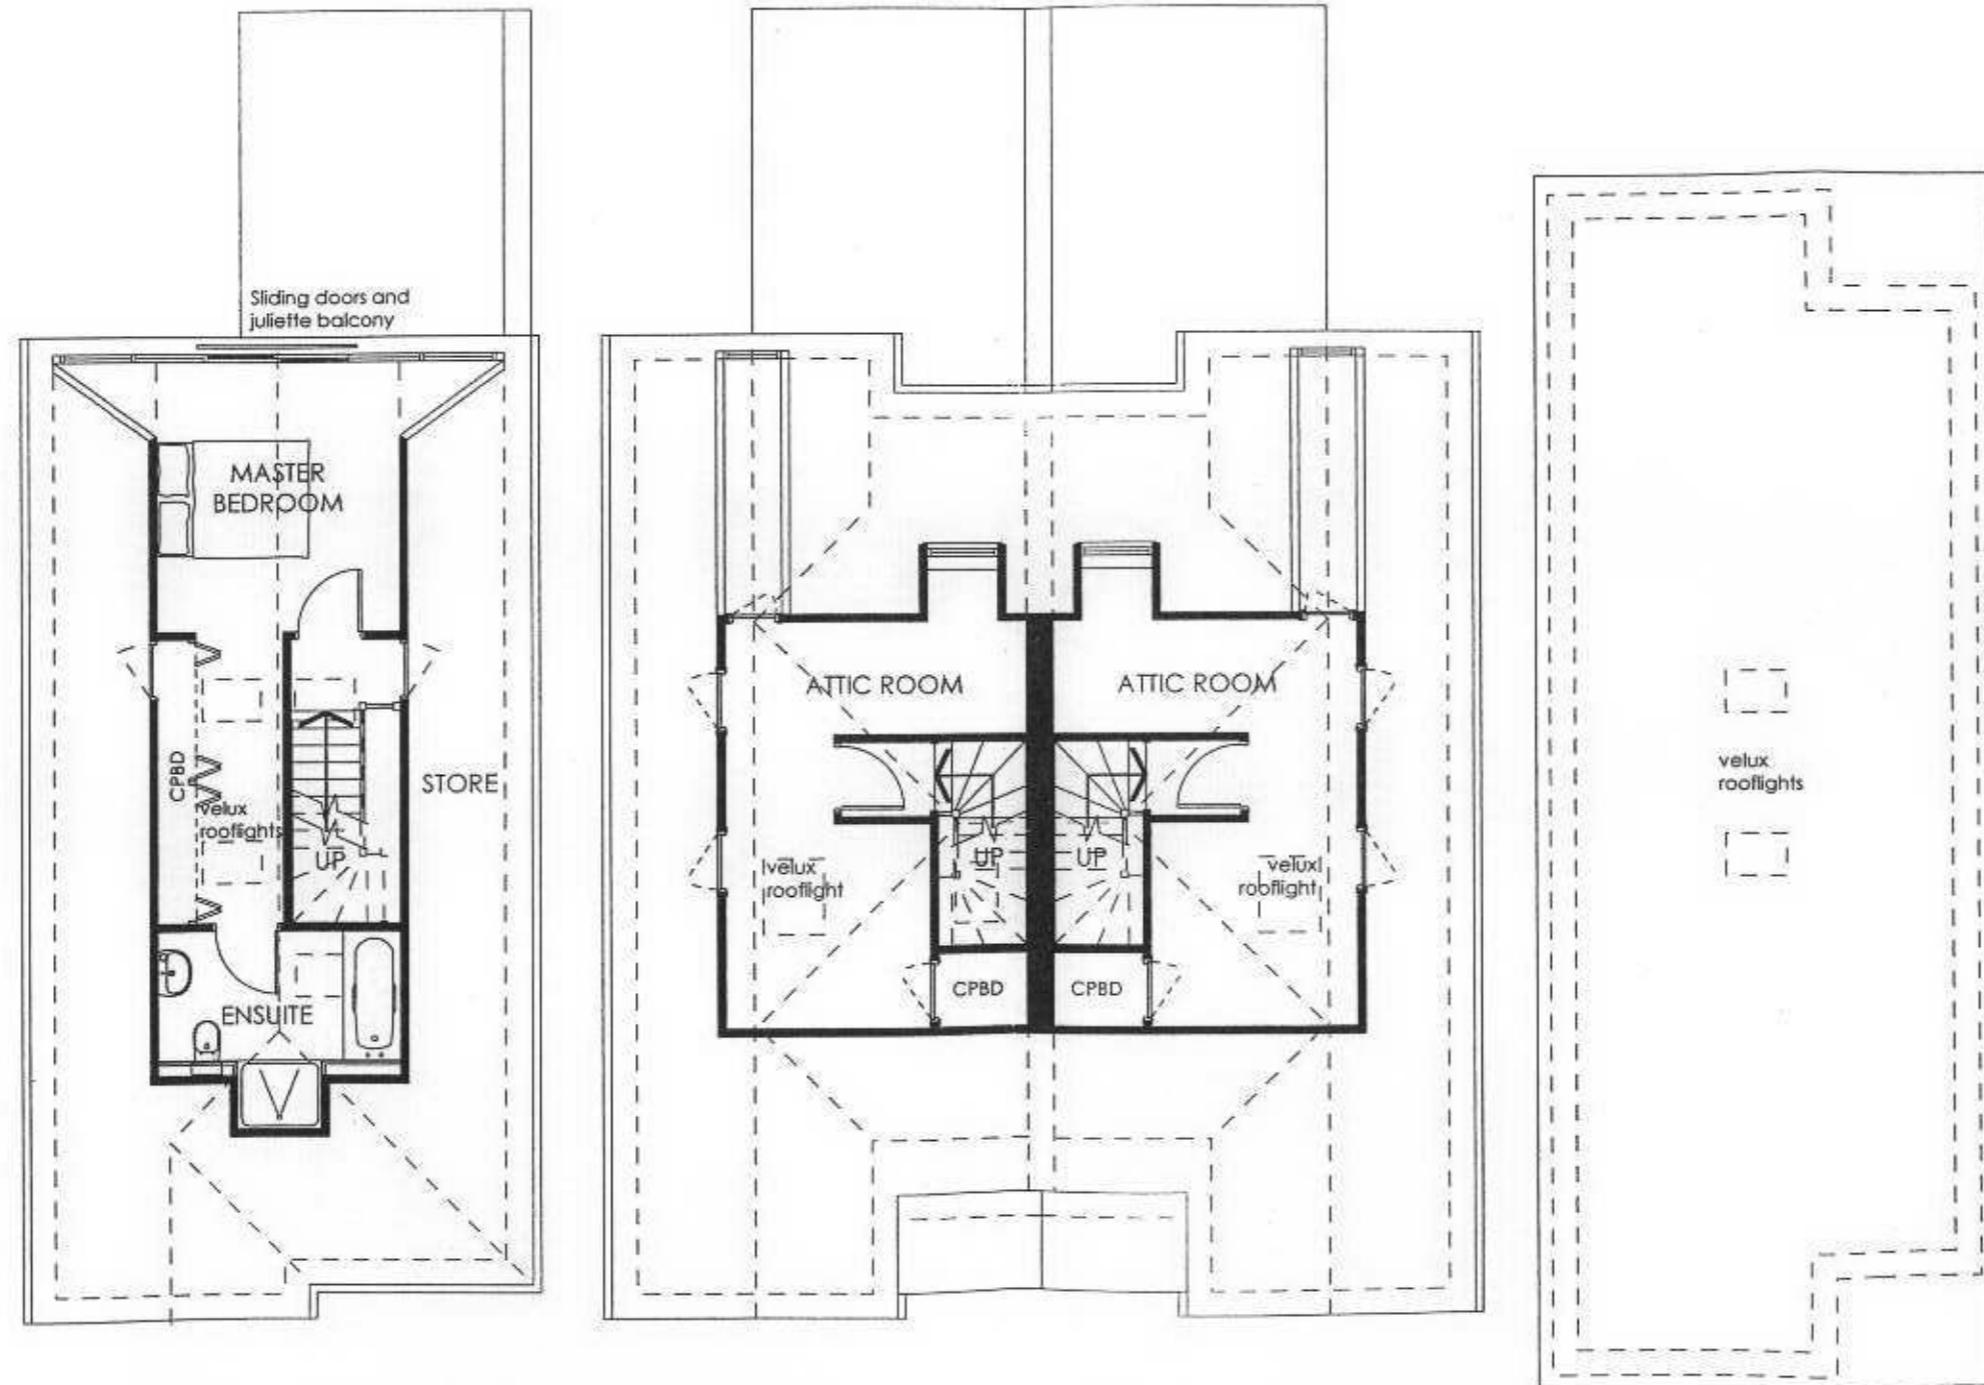 Sliding doors and
juliette balcony
MASTER
BEDROOM
CPBD
velux
rooflights
UP
STORE
ENSUITE
ATTIC ROOM
ATTIC ROOM
UP
UP
velux
rooflight
velux
rooflight
CPBD
CPBD
velux
rooflights